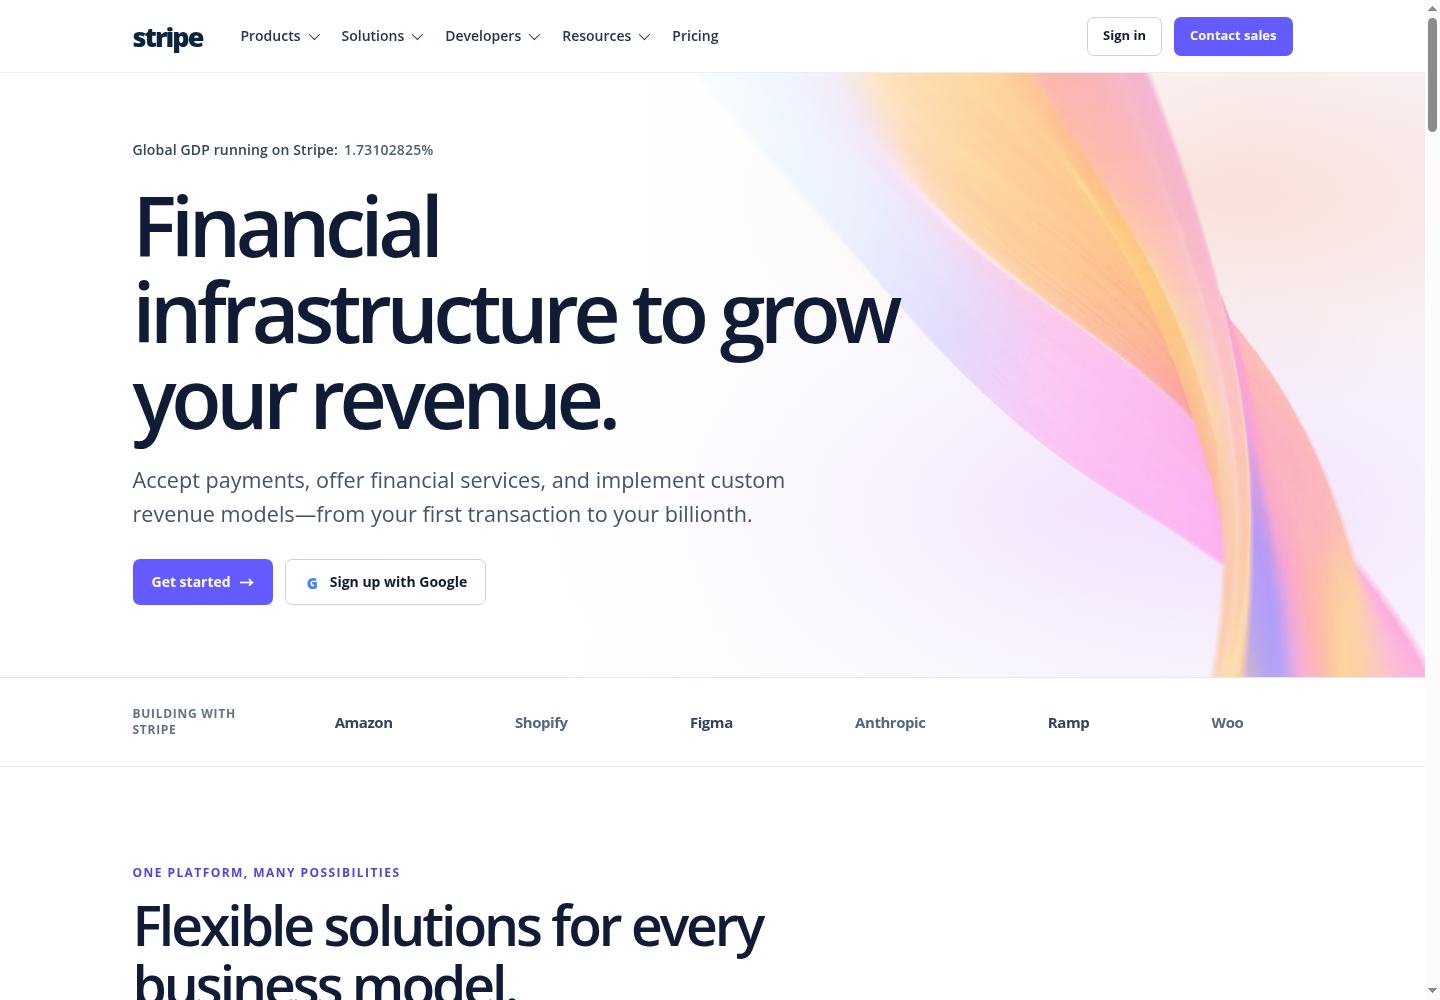 stripe
Products
Solutions
Developers
Resources
Pricing
Sign in
Contact sales
Global GDP running on Stripe: 1.73102825%
Financial
infrastructure to grow
your revenue.
Accept payments, offer financial services, and implement custom
revenue models—from your first transaction to your billionth.
Get started →
G Sign up with Google
BUILDING WITH
STRIPE
Amazon
Shopify
Figma
Anthropic
Ramp
Woo
ONE PLATFORM, MANY POSSIBILITIES
Flexible solutions for every
business model.